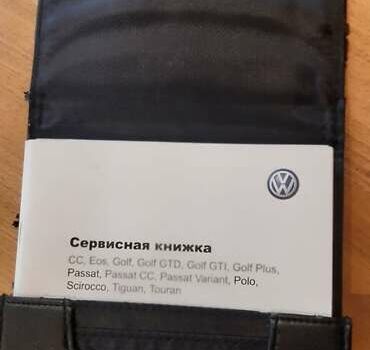 Сервисная книжка
CC, Eos, Golf, Golf GTD, Golf GTI, Golf Plus,
Passat, Passat CC, Passat Variant, Polo,
Scirocco, Tiguan, Touran